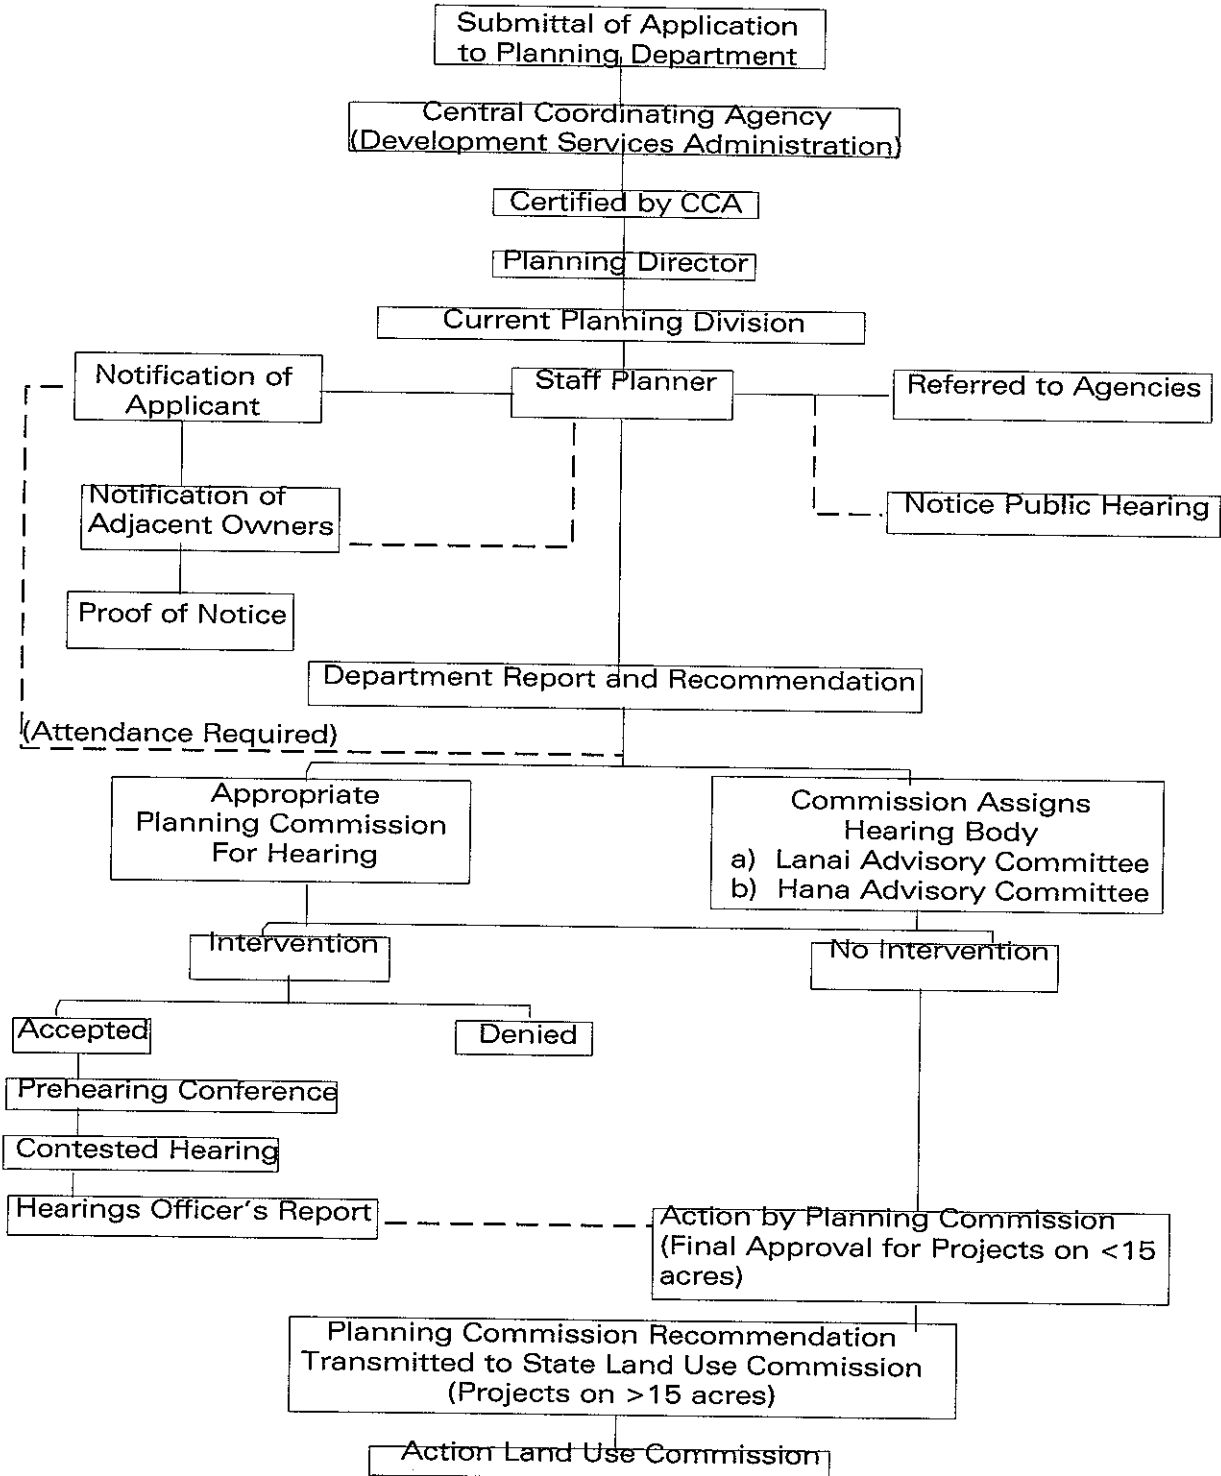 Submittal of Application
to Planning Department
Central Coordinating Agency
(Development Services Administration)
Certified by CCA
Planning Director
Current Planning Division
Notification of
Applicant
Staff Planner
Referred to Agencies
Notification of
Adjacent Owners
Notice Public Hearing
Proof of Notice
Department Report and Recommendation
(Attendance Required)
Appropriate
Planning Commission
For Hearing
Commission Assigns
Hearing Body
a) Lanai Advisory Committee
b) Hana Advisory Committee
Intervention
No Intervention
Accepted
Denied
Prehearing Conference
Contested Hearing
Hearings Officer's Report
Action by Planning Commission
(Final Approval for Projects on <15
acres)
Planning Commission Recommendation
Transmitted to State Land Use Commission
(Projects on >15 acres)
Action Land Use Commission